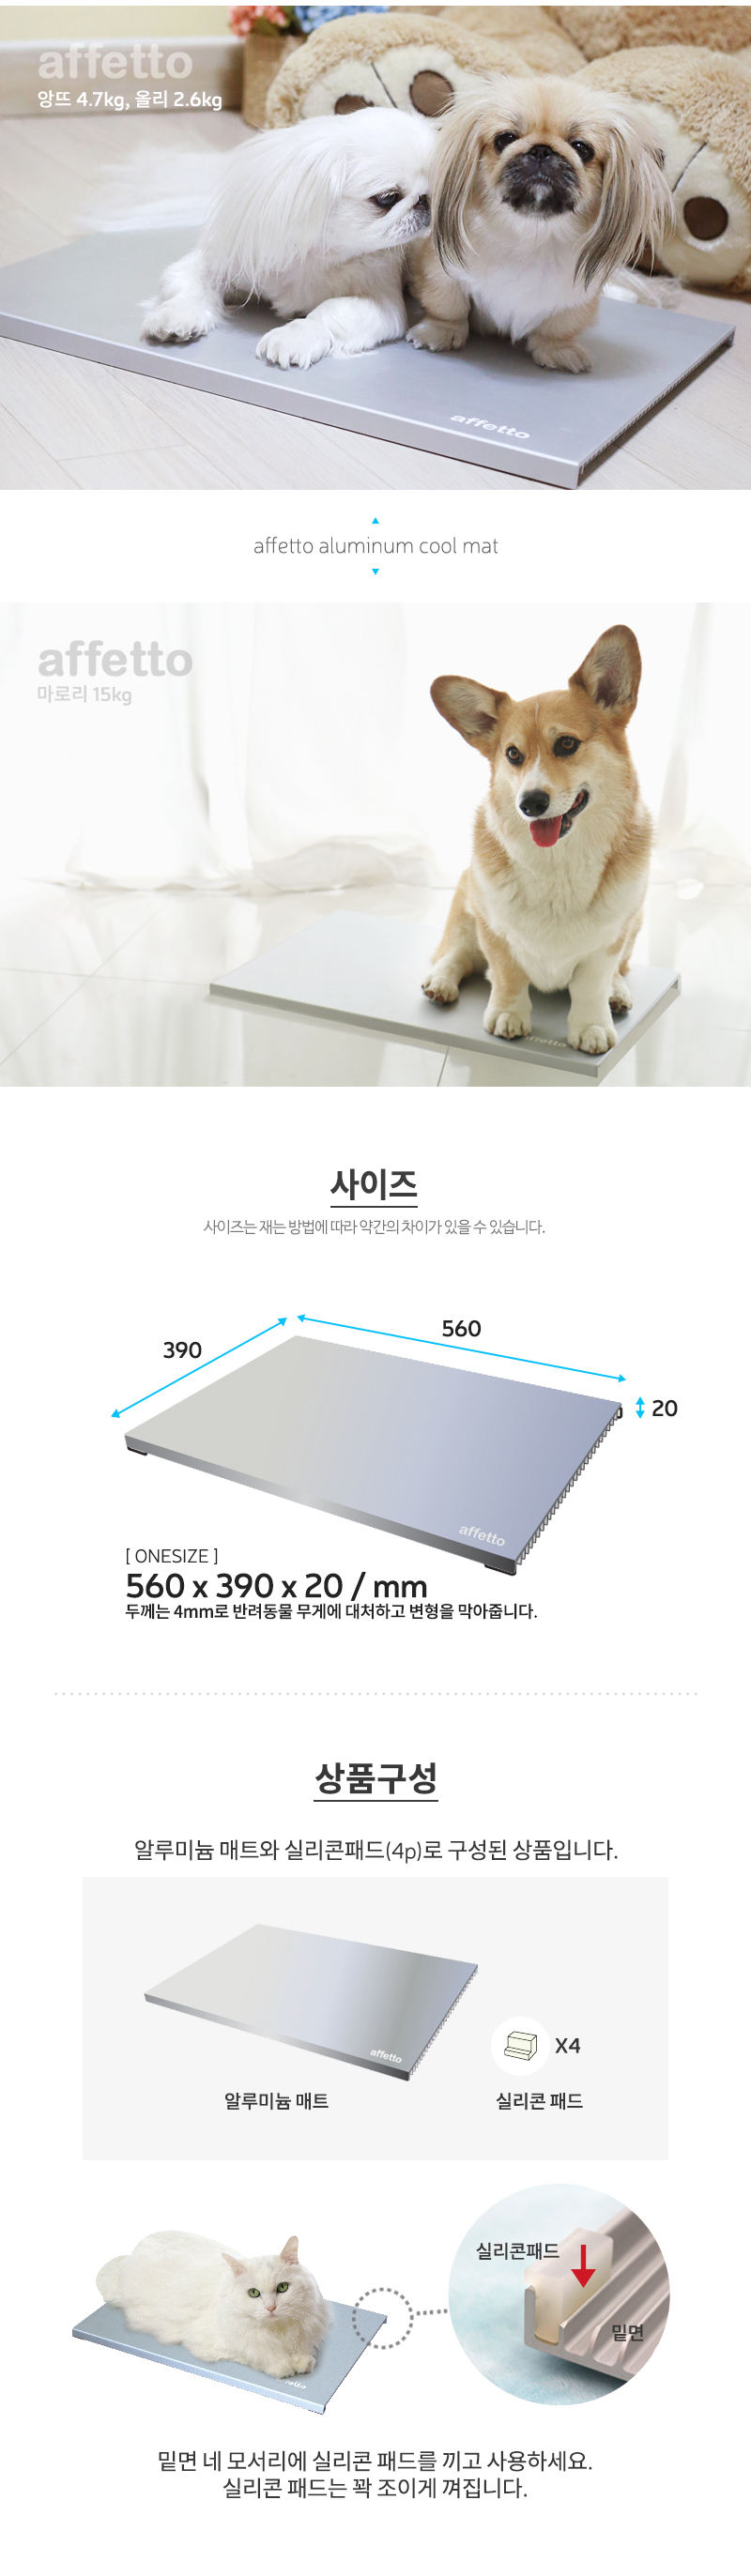 affetto
앙뜨 4.7kg, 올리 2.6kg
affetto
affetto aluminum cool mat
affetto
마로리 15kg
affetto
사이즈
사이즈는 재는 방법에 따라 약간의 차이가 있을 수 있습니다.
560
390
20
affetto
[ ONESIZE ]
560 x 390 x 20 / mm
두께는 4mm로 반려동물 무게에 대처하고 변형을 막아줍니다.
상품구성
알루미늄 매트와 실리콘패드(4p)로 구성된 상품입니다.
affetto
X4
알루미늄 매트
실리콘 패드
실리콘패드
밑면
밑면 네 모서리에 실리콘 패드를 끼고 사용하세요.
실리콘 패드는 꽉 조이게 껴집니다.